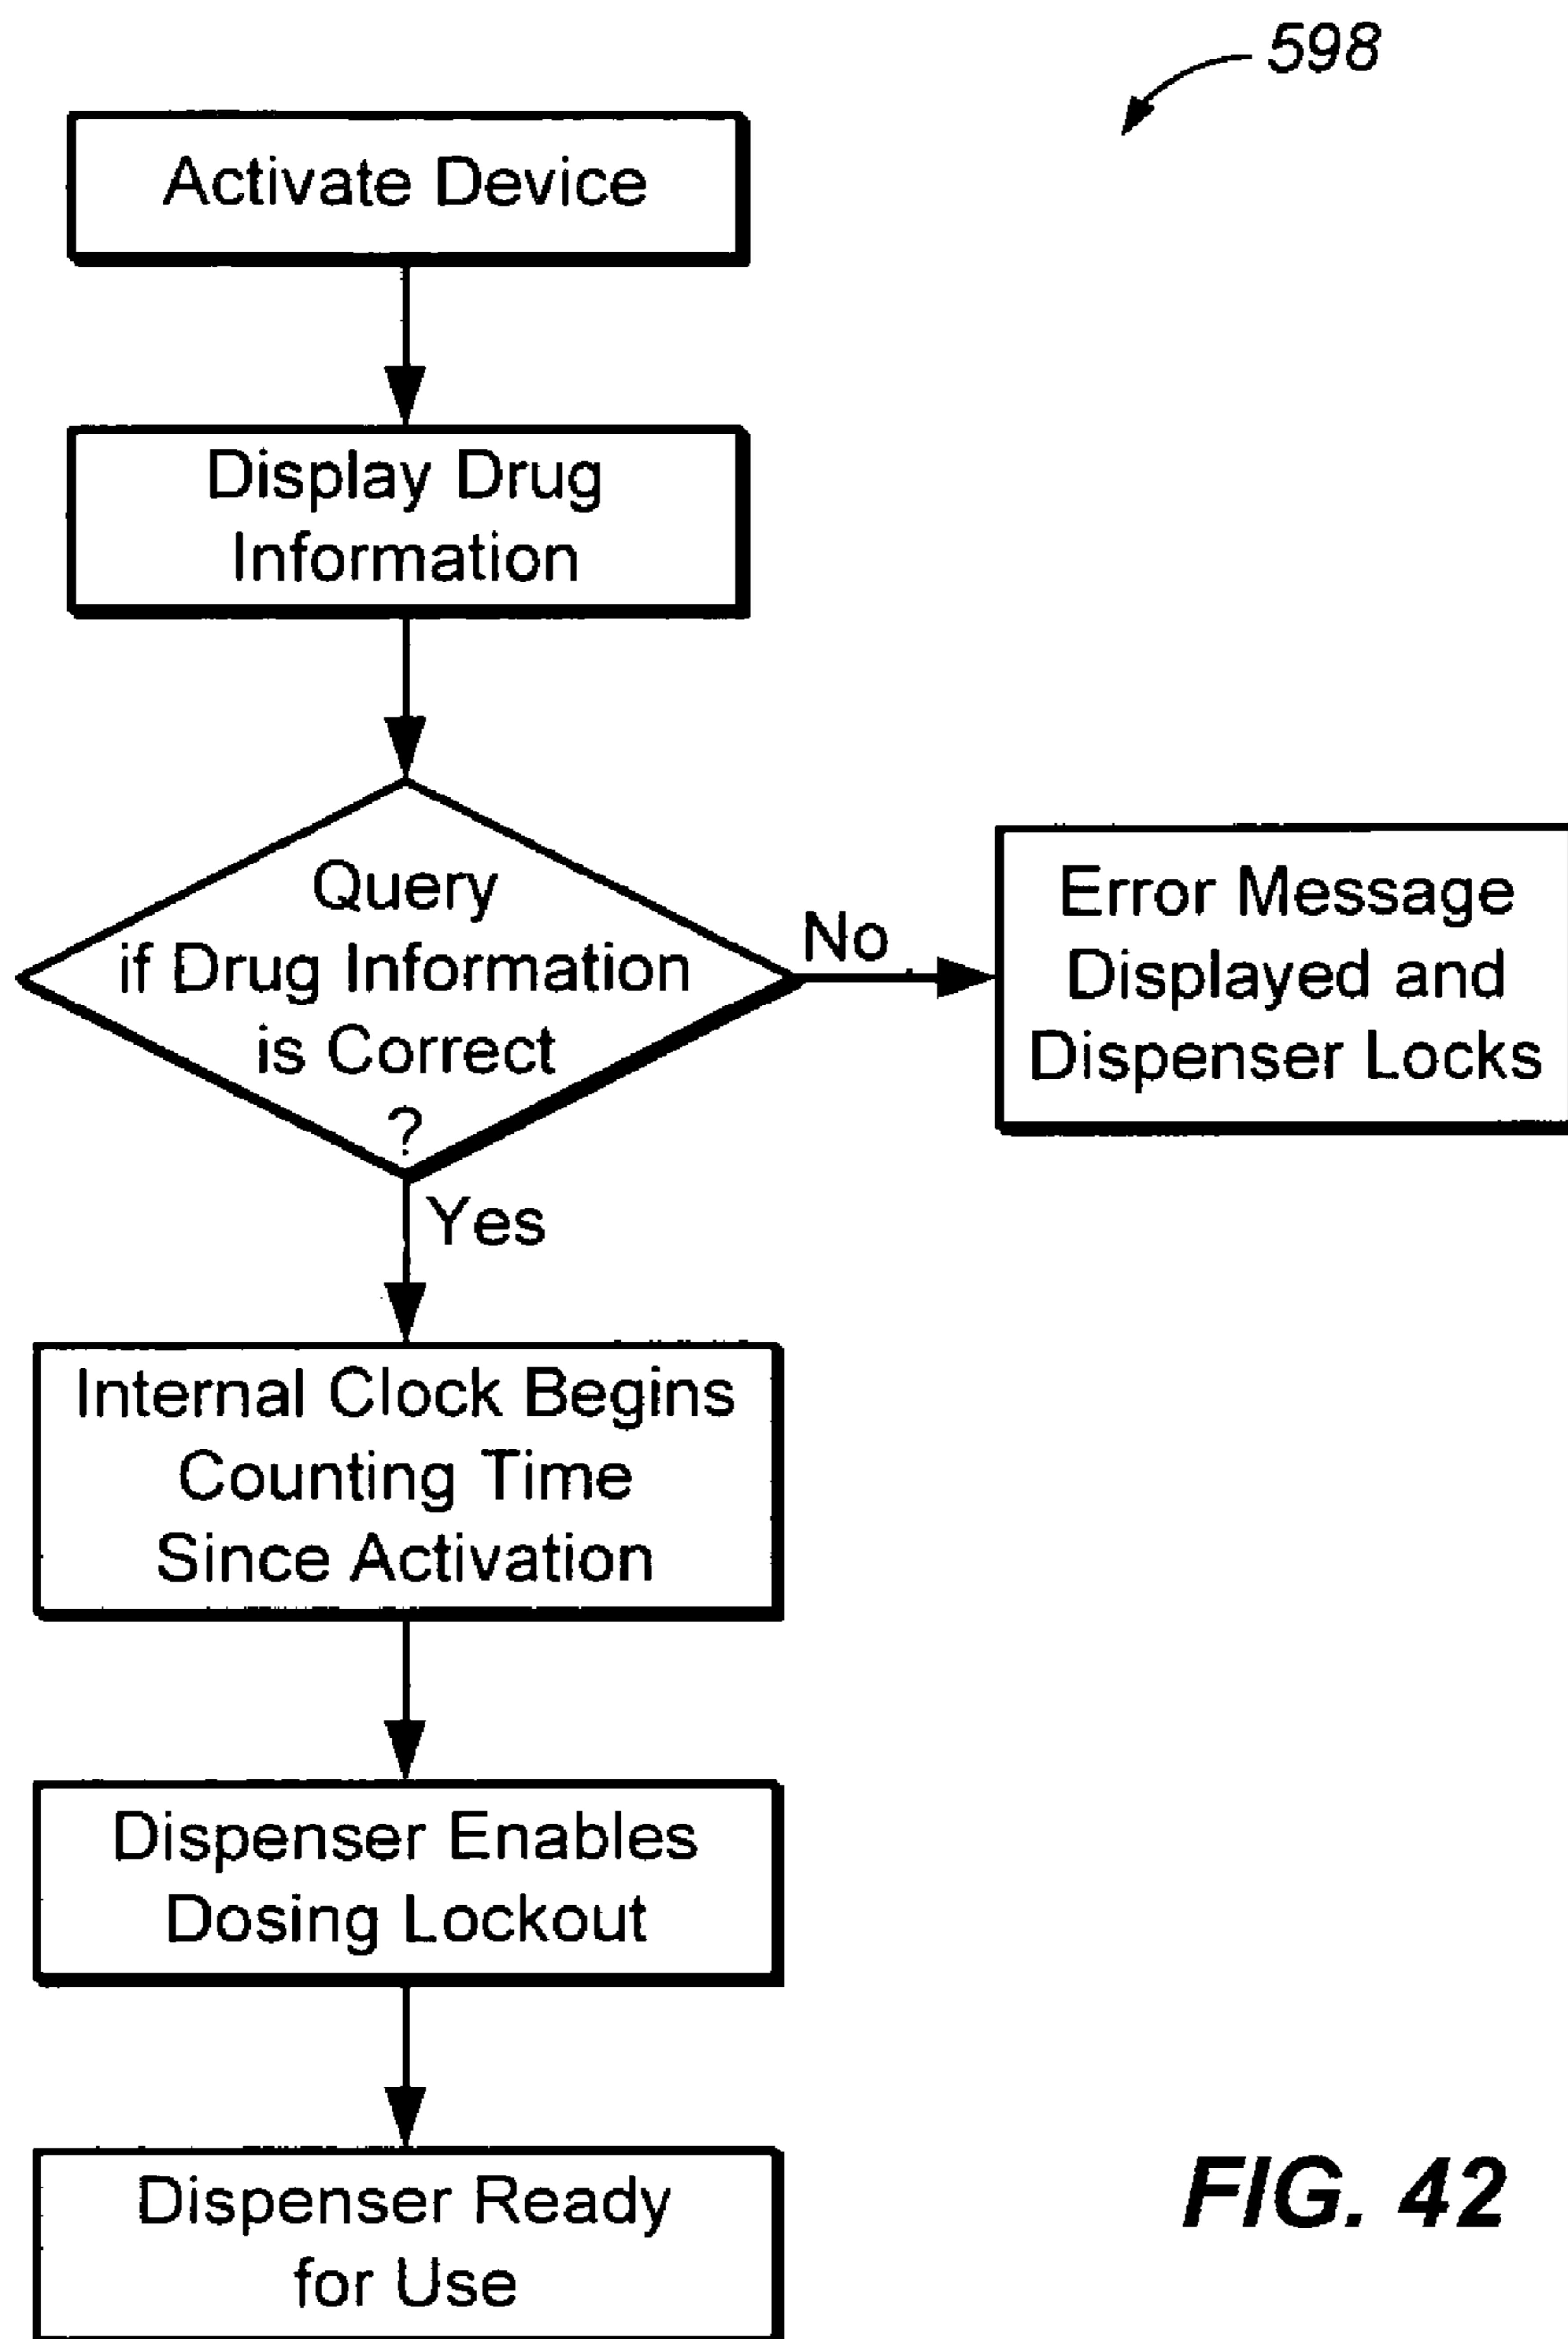 598
Activate Device
Display Drug
Information
Query
if Drug Information
is Correct
?
No
Error Message
Displayed and
Dispenser Locks
Yes
Internal Clock Begins
Counting Time
Since Activation
Dispenser Enables
Dosing Lockout
Dispenser Ready
for Use
FIG. 42